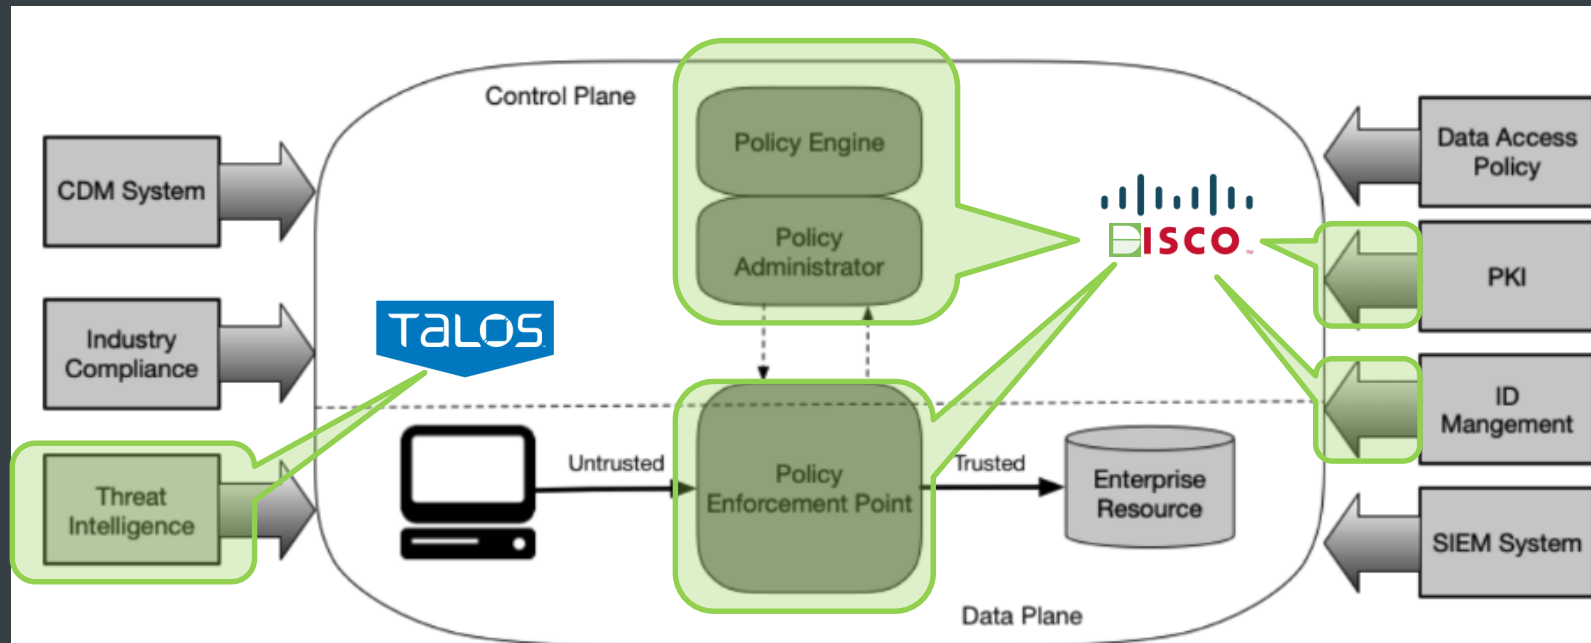 Control Plane
Policy Engine
Policy
Administrator
CDM System
Industry
Compliance
Threat
Intelligence
TALOS
Untrusted
Policy
Enforcement Point
Trusted
Enterprise
Resource
Data Plane
ISCO
Data Access
Policy
PKI
ID
Mangement
SIEM System